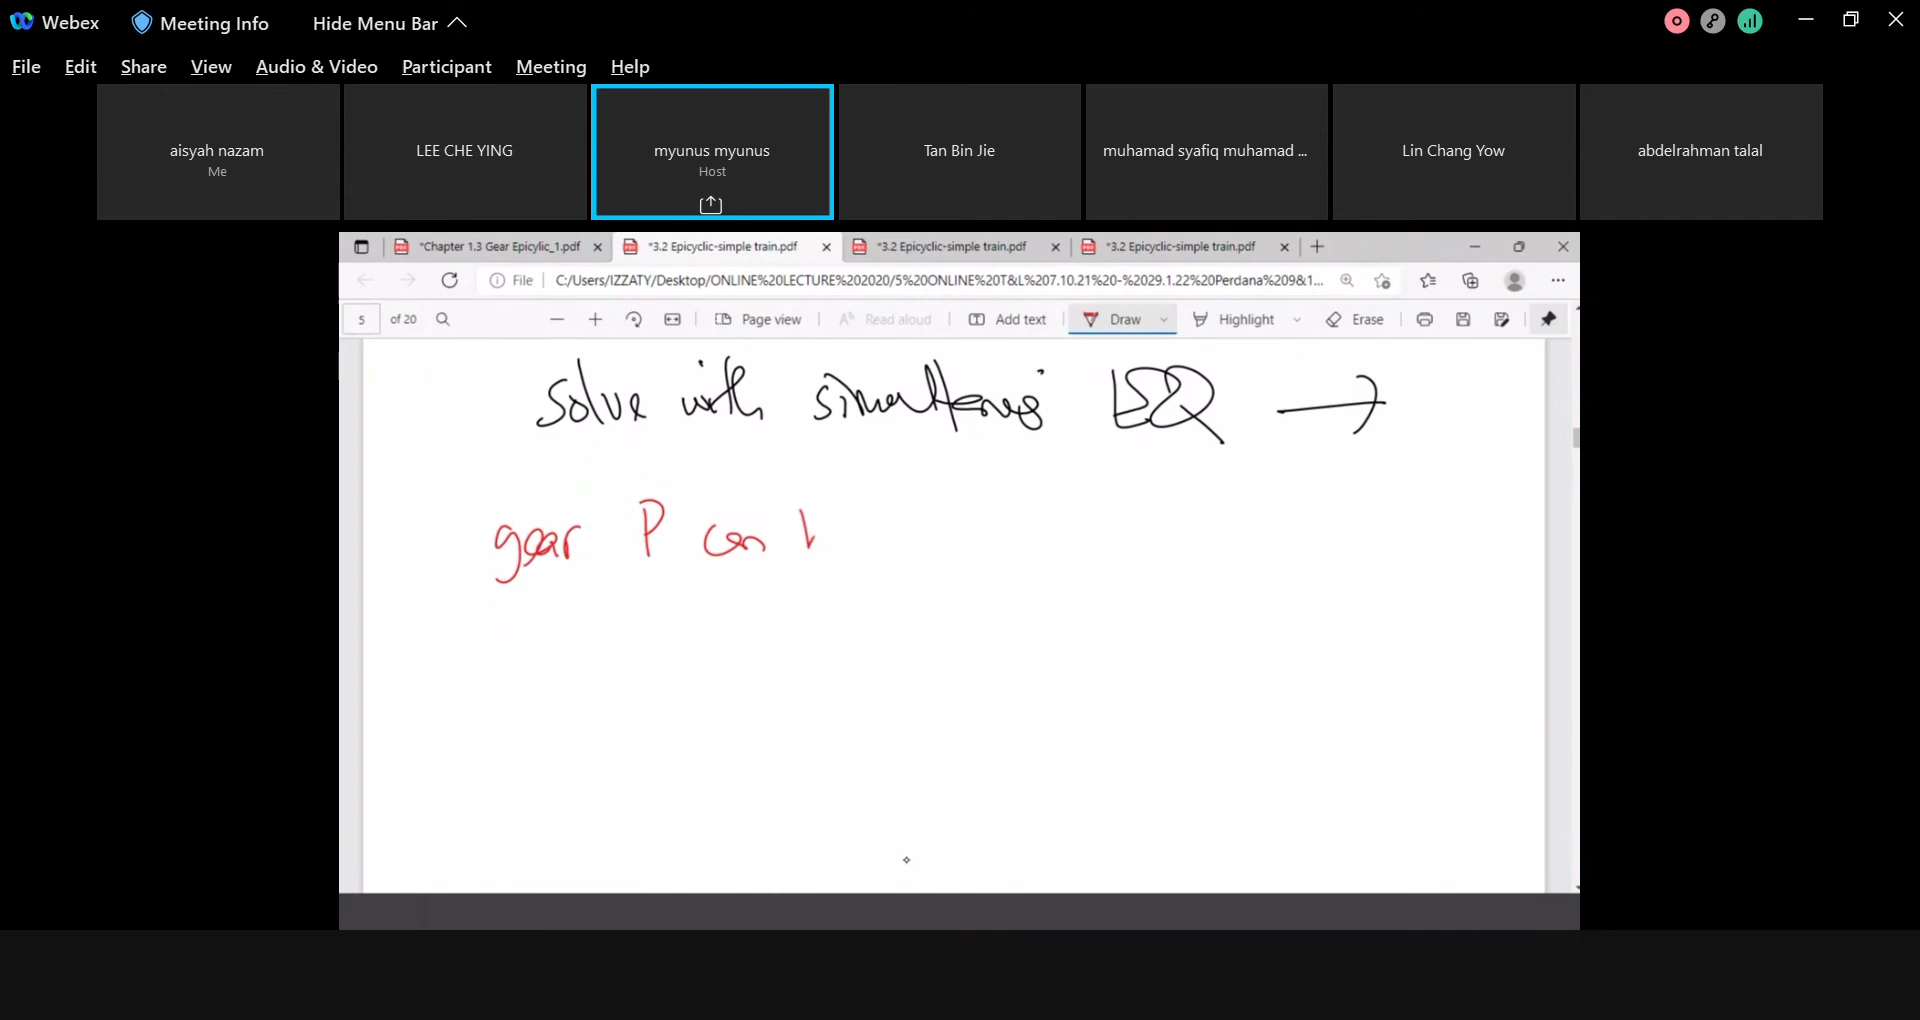 Webex Meeting Info Hide Menu Bar
File Edit Share View Audio & Video Participant Meeting Help
aisyah nazam
Me
LEE CHE YING
myunus myunus
Host
Tan Bin Jie
muhamad syafiq muhamad ...
Lin Chang Yow
abdelrahman talal
*Chapter 1.3 Gear Epicylic_1.pdf *3.2 Epicyclic-simple train.pdf *3.2 Epicyclic-simple train.pdf *3.2 Epicyclic-simple train.pdf
File C:/Users/IZZATY/Desktop/ONLINE%20LECTURE%202020/5%20ONLINE%20T&L%207.10.21%20-%2029.1.22%20Perdana%209&1...
5 of 20 Page view Read aloud Add text Draw Highlight Erase
solve with EQ
gear P can